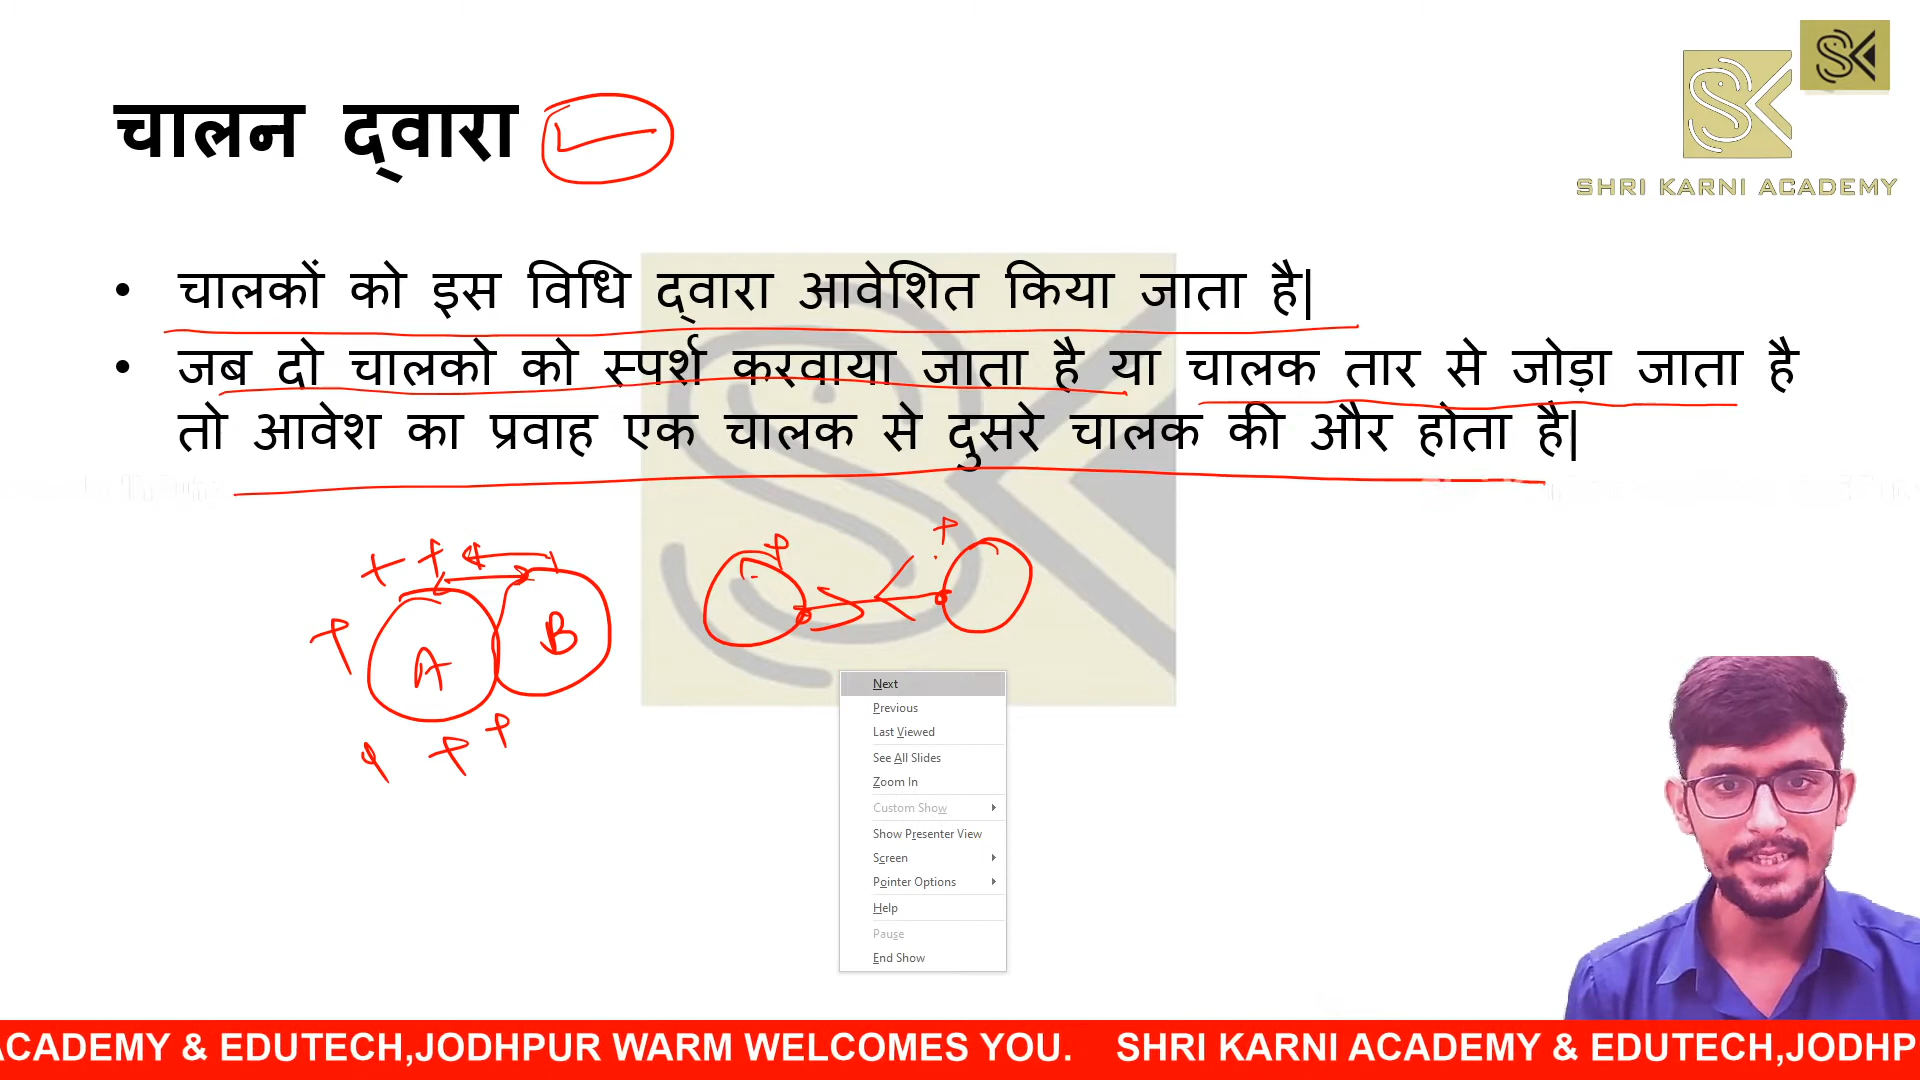 चालन द्वारा
SHRI KARNI ACADEMY
• चालकों को इस विधि द्वारा आवेशित किया जाता है|
• जब दो चालको को स्पर्श करवाया जाता है या चालक तार से जोड़ा जाता है
तो आवेश का प्रवाह एक चालक से दुसरे चालक की और होता है|
A
B
Next
Previous
Last Viewed
See All Slides
Zoom In
Custom Show
Show Presenter View
Screen
Pointer Options
Help
Pause
End Show
ACADEMY & EDUTECH,JODHPUR WARM WELCOMES YOU. SHRI KARNI ACADEMY & EDUTECH,JODHP